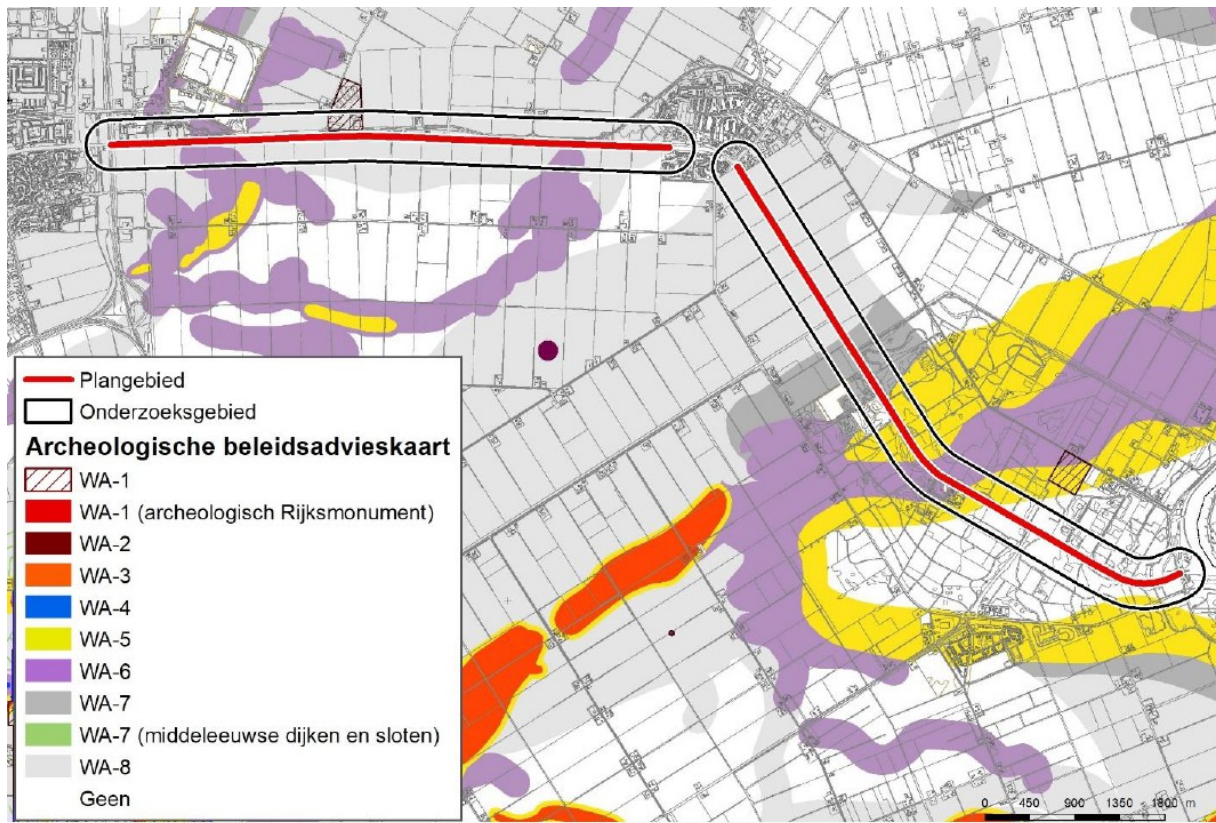 Plangebied
Onderzoeksgebied
Archeologische beleidsadvieskaart
WA-1
WA-1 (archeologisch Rijksmonument)
WA-2
WA-3
WA-4
WA-5
WA-6
WA-7
WA-7 (middeleeuwse dijken en sloten)
WA-8
Geen
0 450 900 1350 1800 m